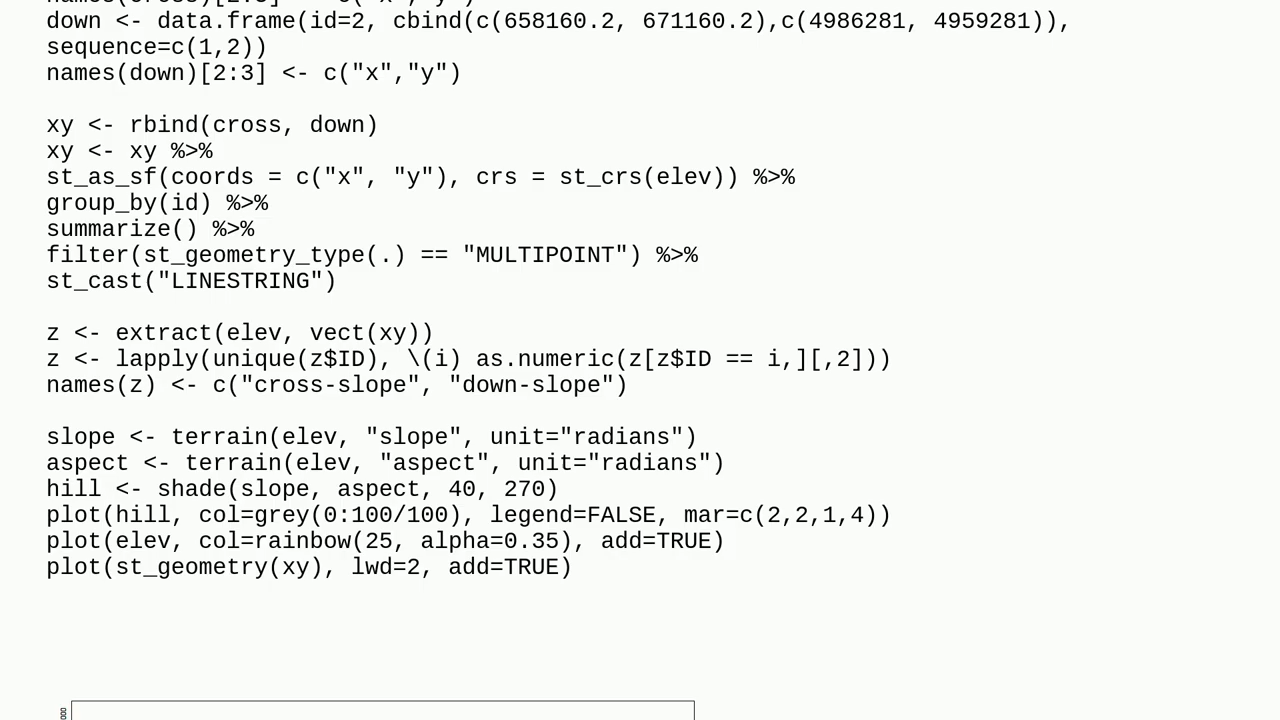 down <- data.frame(id=2, cbind(c(658160.2, 671160.2),c(4986281, 4959281)),
sequence=c(1,2))
names(down)[2:3] <- c("x","y")
xy <- rbind(cross, down)
xy <- xy %>%
st_as_sf(coords = c("x", "y"), crs = st_crs(elev)) %>%
group_by(id) %>%
summarize() %>%
filter(st_geometry_type(.) == "MULTIPOINT") %>%
st_cast("LINESTRING")
z <- extract(elev, vect(xy))
z <- lapply(unique(z$ID), \(i) as.numeric(z[z$ID == i,][,2]))
names(z) <- c("cross-slope", "down-slope")
slope <- terrain(elev, "slope", unit="radians")
aspect <- terrain(elev, "aspect", unit="radians")
hill <- shade(slope, aspect, 40, 270)
plot(hill, col=grey(0:100/100), legend=FALSE, mar=c(2,2,1,4))
plot(elev, col=rainbow(25, alpha=0.35), add=TRUE)
plot(st_geometry(xy), lwd=2, add=TRUE)